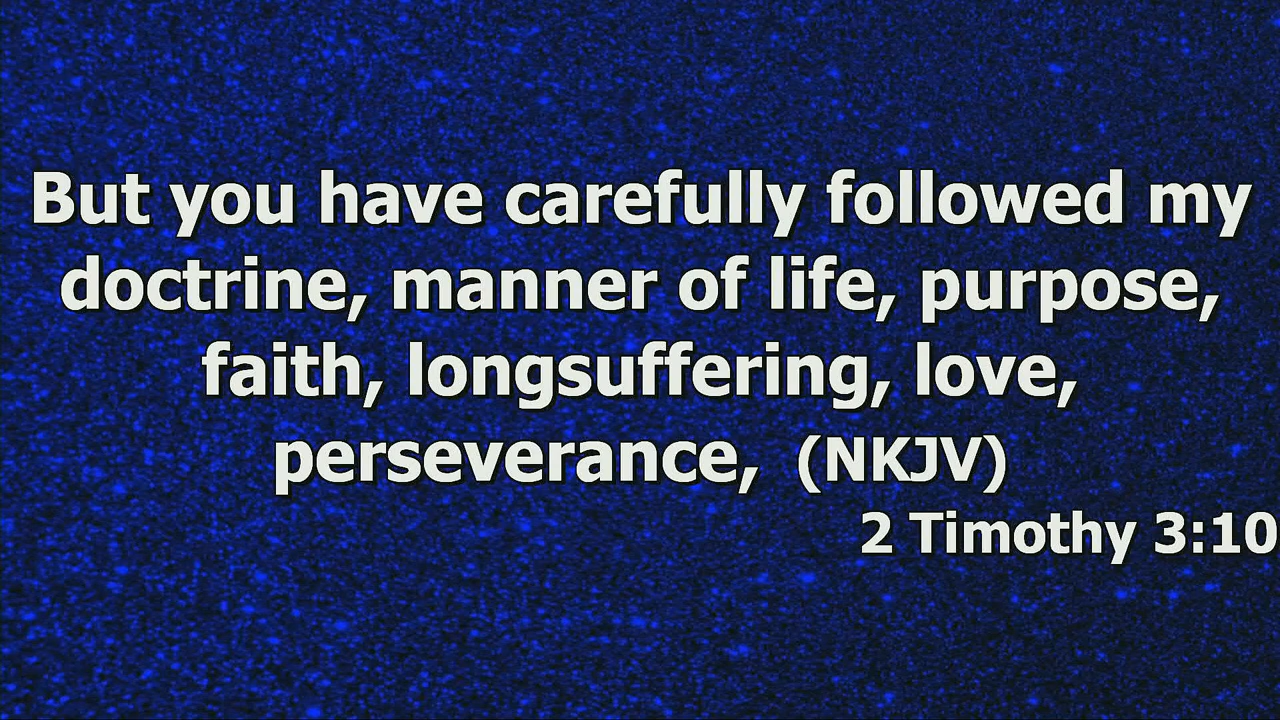 But you have carefully followed my
doctrine, manner of life, purpose,
faith, longsuffering, love,
perseverance, (NKJV)
2 Timothy 3:10